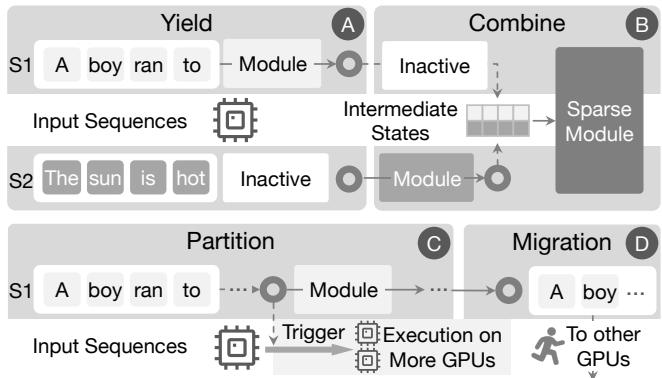 Yield A Combine B
S1 A boy ran to Module Inactive
Input Sequences Intermediate States Sparse Module
S2 The sun is hot Inactive Module
Partition C Migration D
S1 A boy ran to ... Module ... A boy ...
Input Sequences Trigger Execution on More GPUs To other GPUs